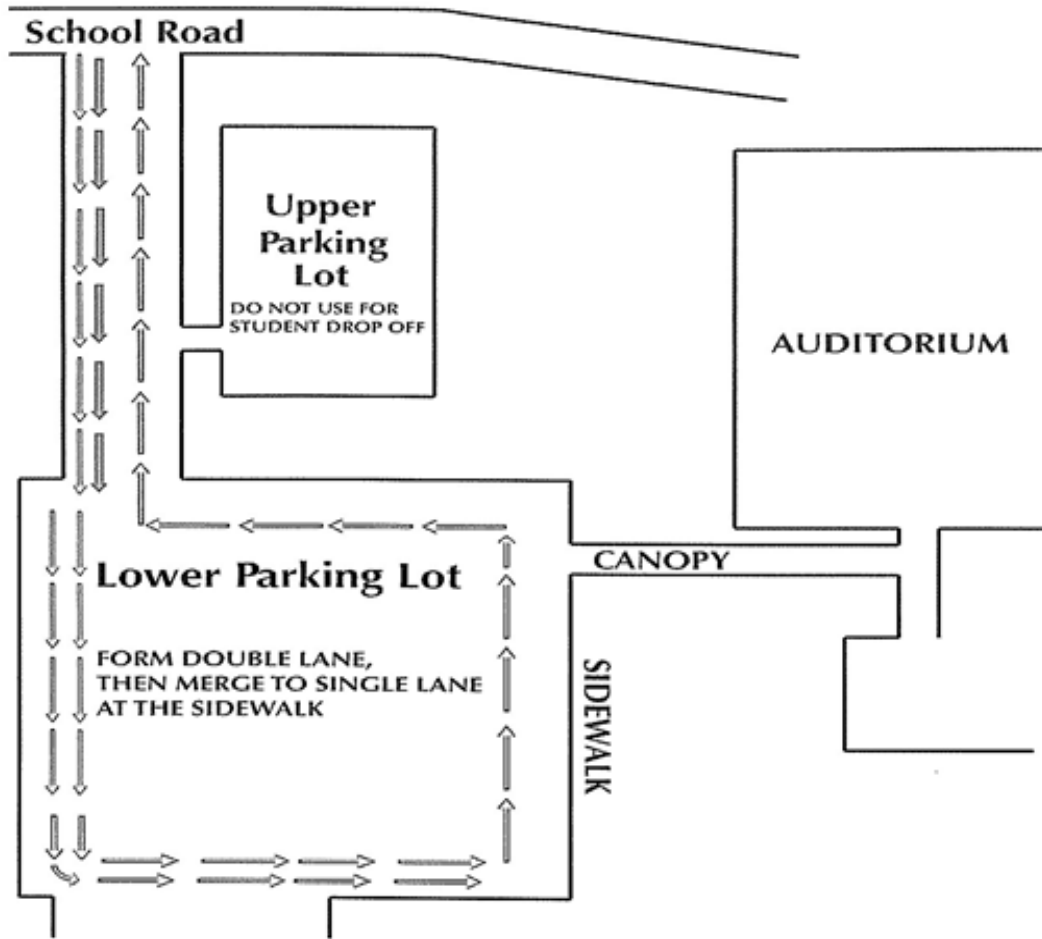 School Road
Upper
Parking
Lot
DO NOT USE FOR
STUDENT DROP OFF
AUDITORIUM
CANOPY
Lower Parking Lot
FORM DOUBLE LANE,
THEN MERGE TO SINGLE LANE
AT THE SIDEWALK
SIDEWALK